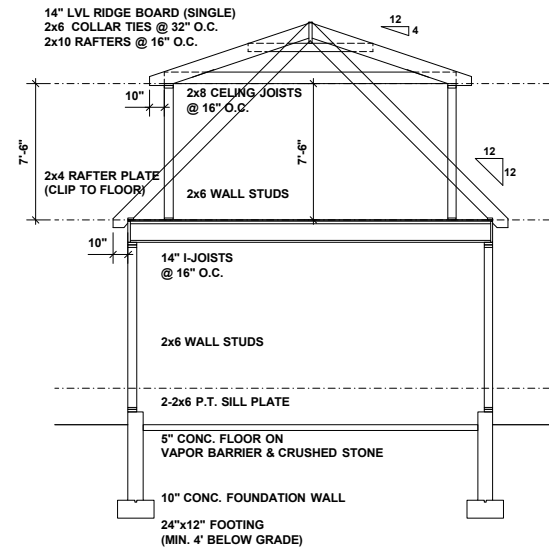 14" LVL RIDGE BOARD (SINGLE)
2x6 COLLAR TIES @ 32" O.C.
2x10 RAFTERS @ 16" O.C.
12
4
10"
2x8 CELING JOISTS
@ 16" O.C.
7'-6"
7'-6"
12
12
2x4 RAFTER PLATE
(CLIP TO FLOOR)
2x6 WALL STUDS
10"
14" I-JOISTS
@ 16" O.C.
2x6 WALL STUDS
2-2x6 P.T. SILL PLATE
5" CONC. FLOOR ON
VAPOR BARRIER & CRUSHED STONE
10" CONC. FOUNDATION WALL
24"x12" FOOTING
(MIN. 4' BELOW GRADE)